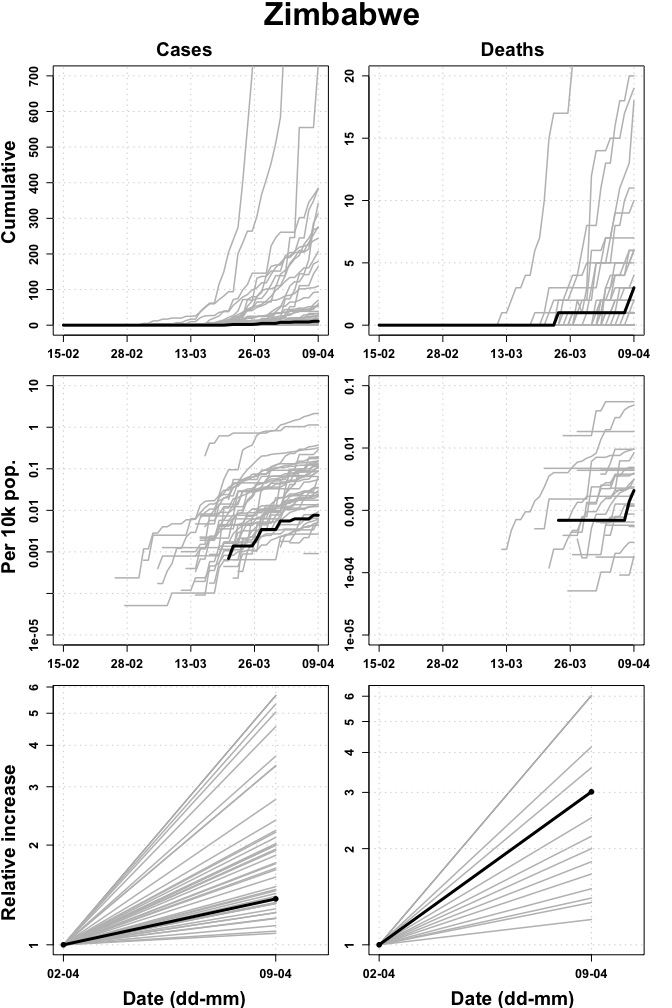 Zimbabwe
Cases
Deaths
Cumulative
700
600
500
400
300
200
100
0
15-02 28-02 13-03 26-03 09-04
20
15
10
5
0
15-02 28-02 13-03 26-03 09-04
Per 10k pop.
10
1
0.1
0.01
0.001
1e-05
15-02 28-02 13-03 26-03 09-04
0.1
0.01
0.001
1e-04
1e-05
15-02 28-02 13-03 26-03 09-04
Relative increase
6
5
4
3
2
1
02-04 09-04
Date (dd-mm)
6
5
4
3
2
1
02-04 09-04
Date (dd-mm)